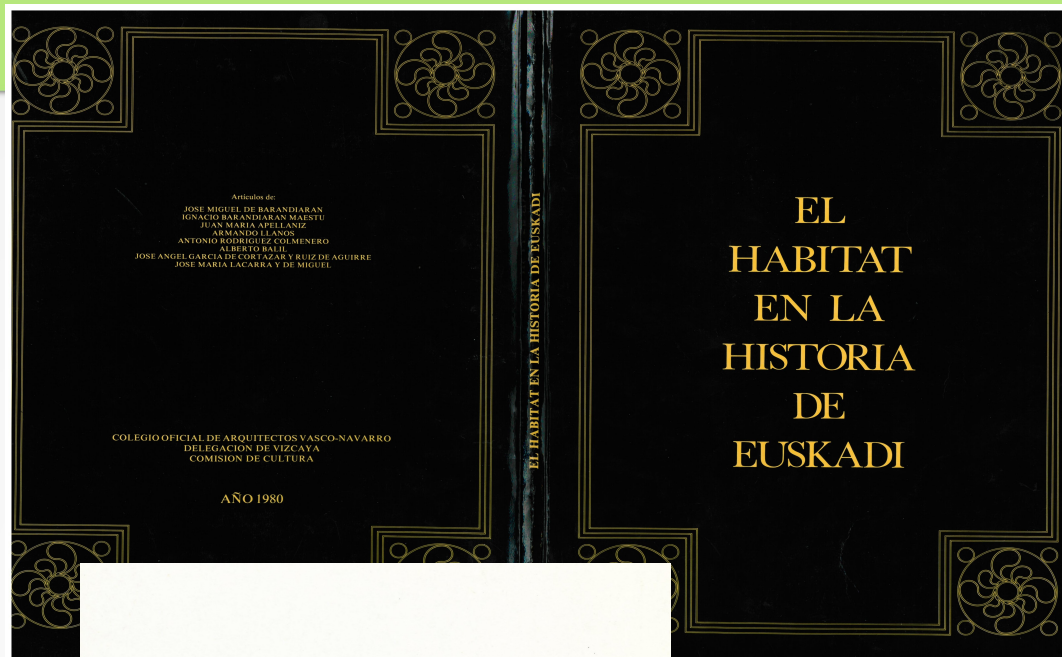 Artículos de:
JOSE MIGUEL DE BARANDIARAN
IGNACIO BARANDIARAN MAESTU
JUAN MARIA APELLANIZ
ARMANDO LLANOS
ANTONIO RODRIGUEZ COLMENERO
ALBERTO BALIL
JOSE ANGEL GARCIA DE CORTAZAR Y RUIZ DE AGUIRRE
JOSE MARIA LACARRA Y DE MIGUEL
COLEGIO OFICIAL DE ARQUITECTOS VASCO-NAVARRO
DELEGACION DE VIZCAYA
COMISION DE CULTURA
AÑO 1980
EL HABITAT EN LA HISTORIA DE EUSKADI
EL
HABITAT
EN LA
HISTORIA
DE
EUSKADI